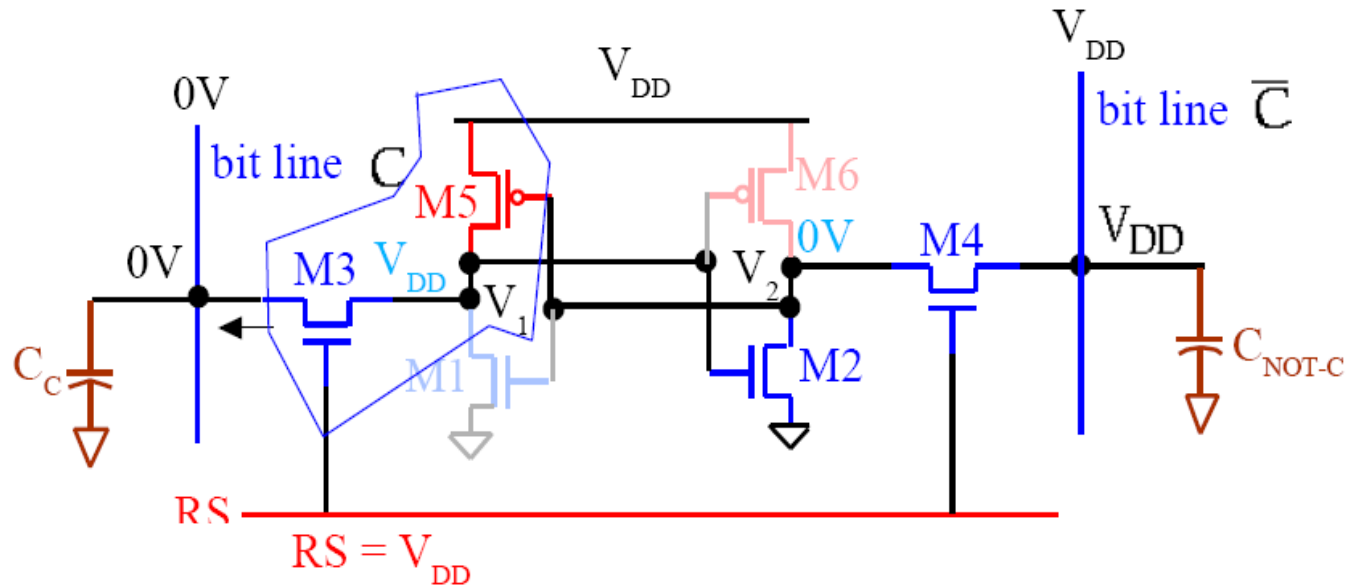 V_DD
V_DD
0V
bit line C̅
bit line C
M5
M6
0V
0V
M3
V_DD
V_2
M4
V_DD
V_1
C_C
M1
M2
C_NOT-C
RS
RS = V_DD